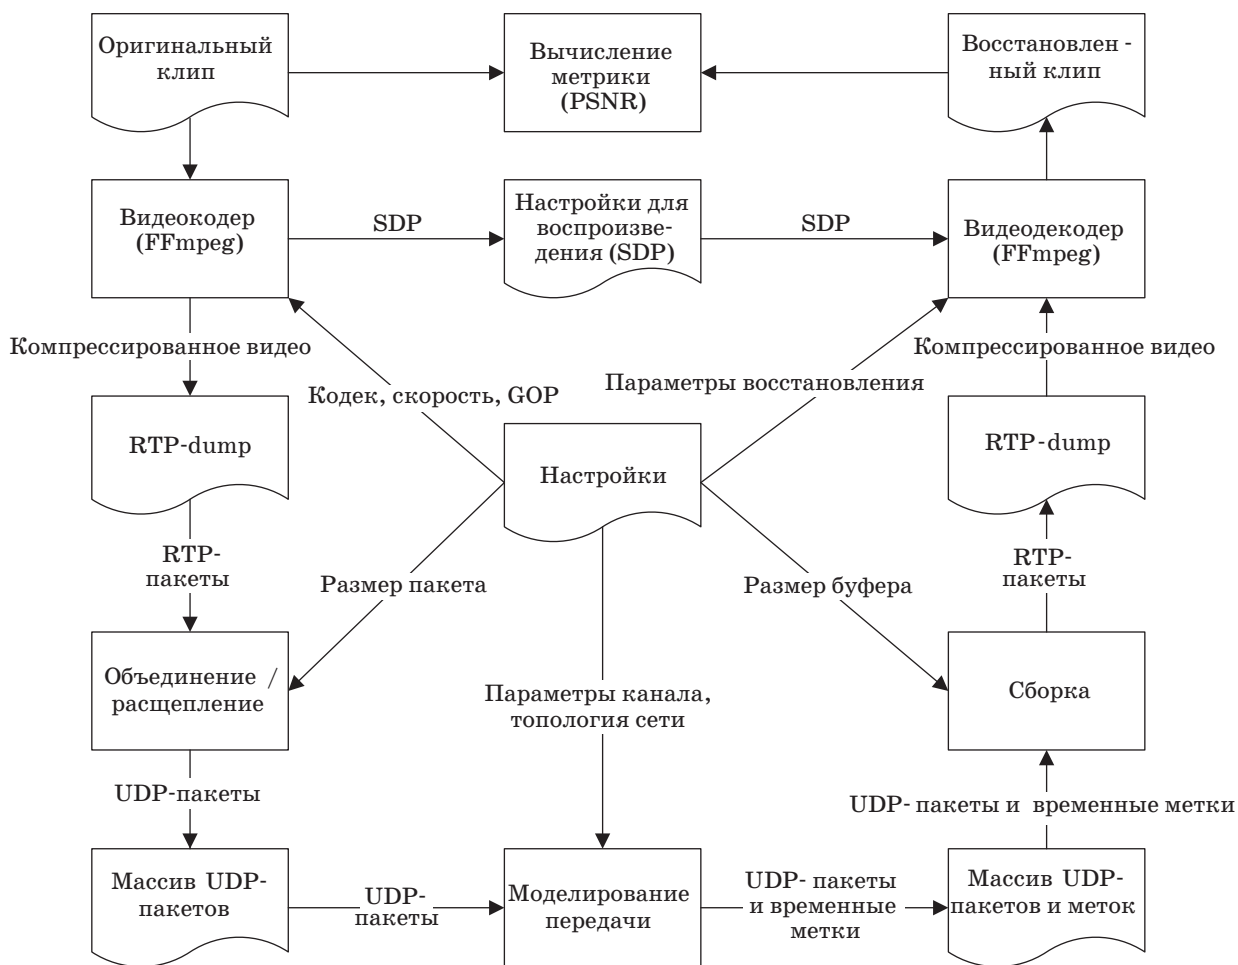 Оригинальный
клип
Вычисление
метрики
(PSNR)
Восстановлен -
ный клип
Видеокодер
(FFmpeg)
SDP
Настройки для
воспроизве-
дения (SDP)
SDP
Видеодекодер
(FFmpeg)
Компрессированное видео
Кодек, скорость, GOP
Параметры восстановления
Компрессированное видео
RTP-dump
Настройки
RTP-dump
RTP-
пакеты
Размер пакета
Размер буфера
RTP-
пакеты
Объединение /
расщепление
Параметры канала,
топология сети
Сборка
UDP-пакеты
UDP- пакеты и временные метки
Массив UDP-
пакетов
UDP-
пакеты
Моделирование
передачи
UDP- пакеты
и временные
метки
Массив UDP-
пакетов и меток